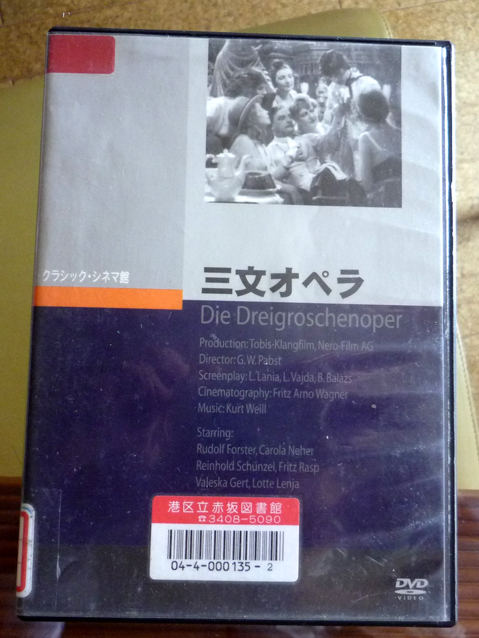 クラシック・シネマ館
三文オペラ
Die Dreigroschenoper
Production: Tobis-Klangfilm, Nero-Film AG
Director: G. W. Pabst
Screenplay: L. Lania, L. Vajda, B. Balazs
Cinematography: Fritz Arno Wagner
Music: Kurt Weill
Starring:
Rudolf Forster, Carola Neher
Reinhold Schünzel, Fritz Rasp
Valeska Gert, Lotte Lenja
港区立赤坂図書館
☎3408-5090
04-4-000135-2
DVD
VIDEO